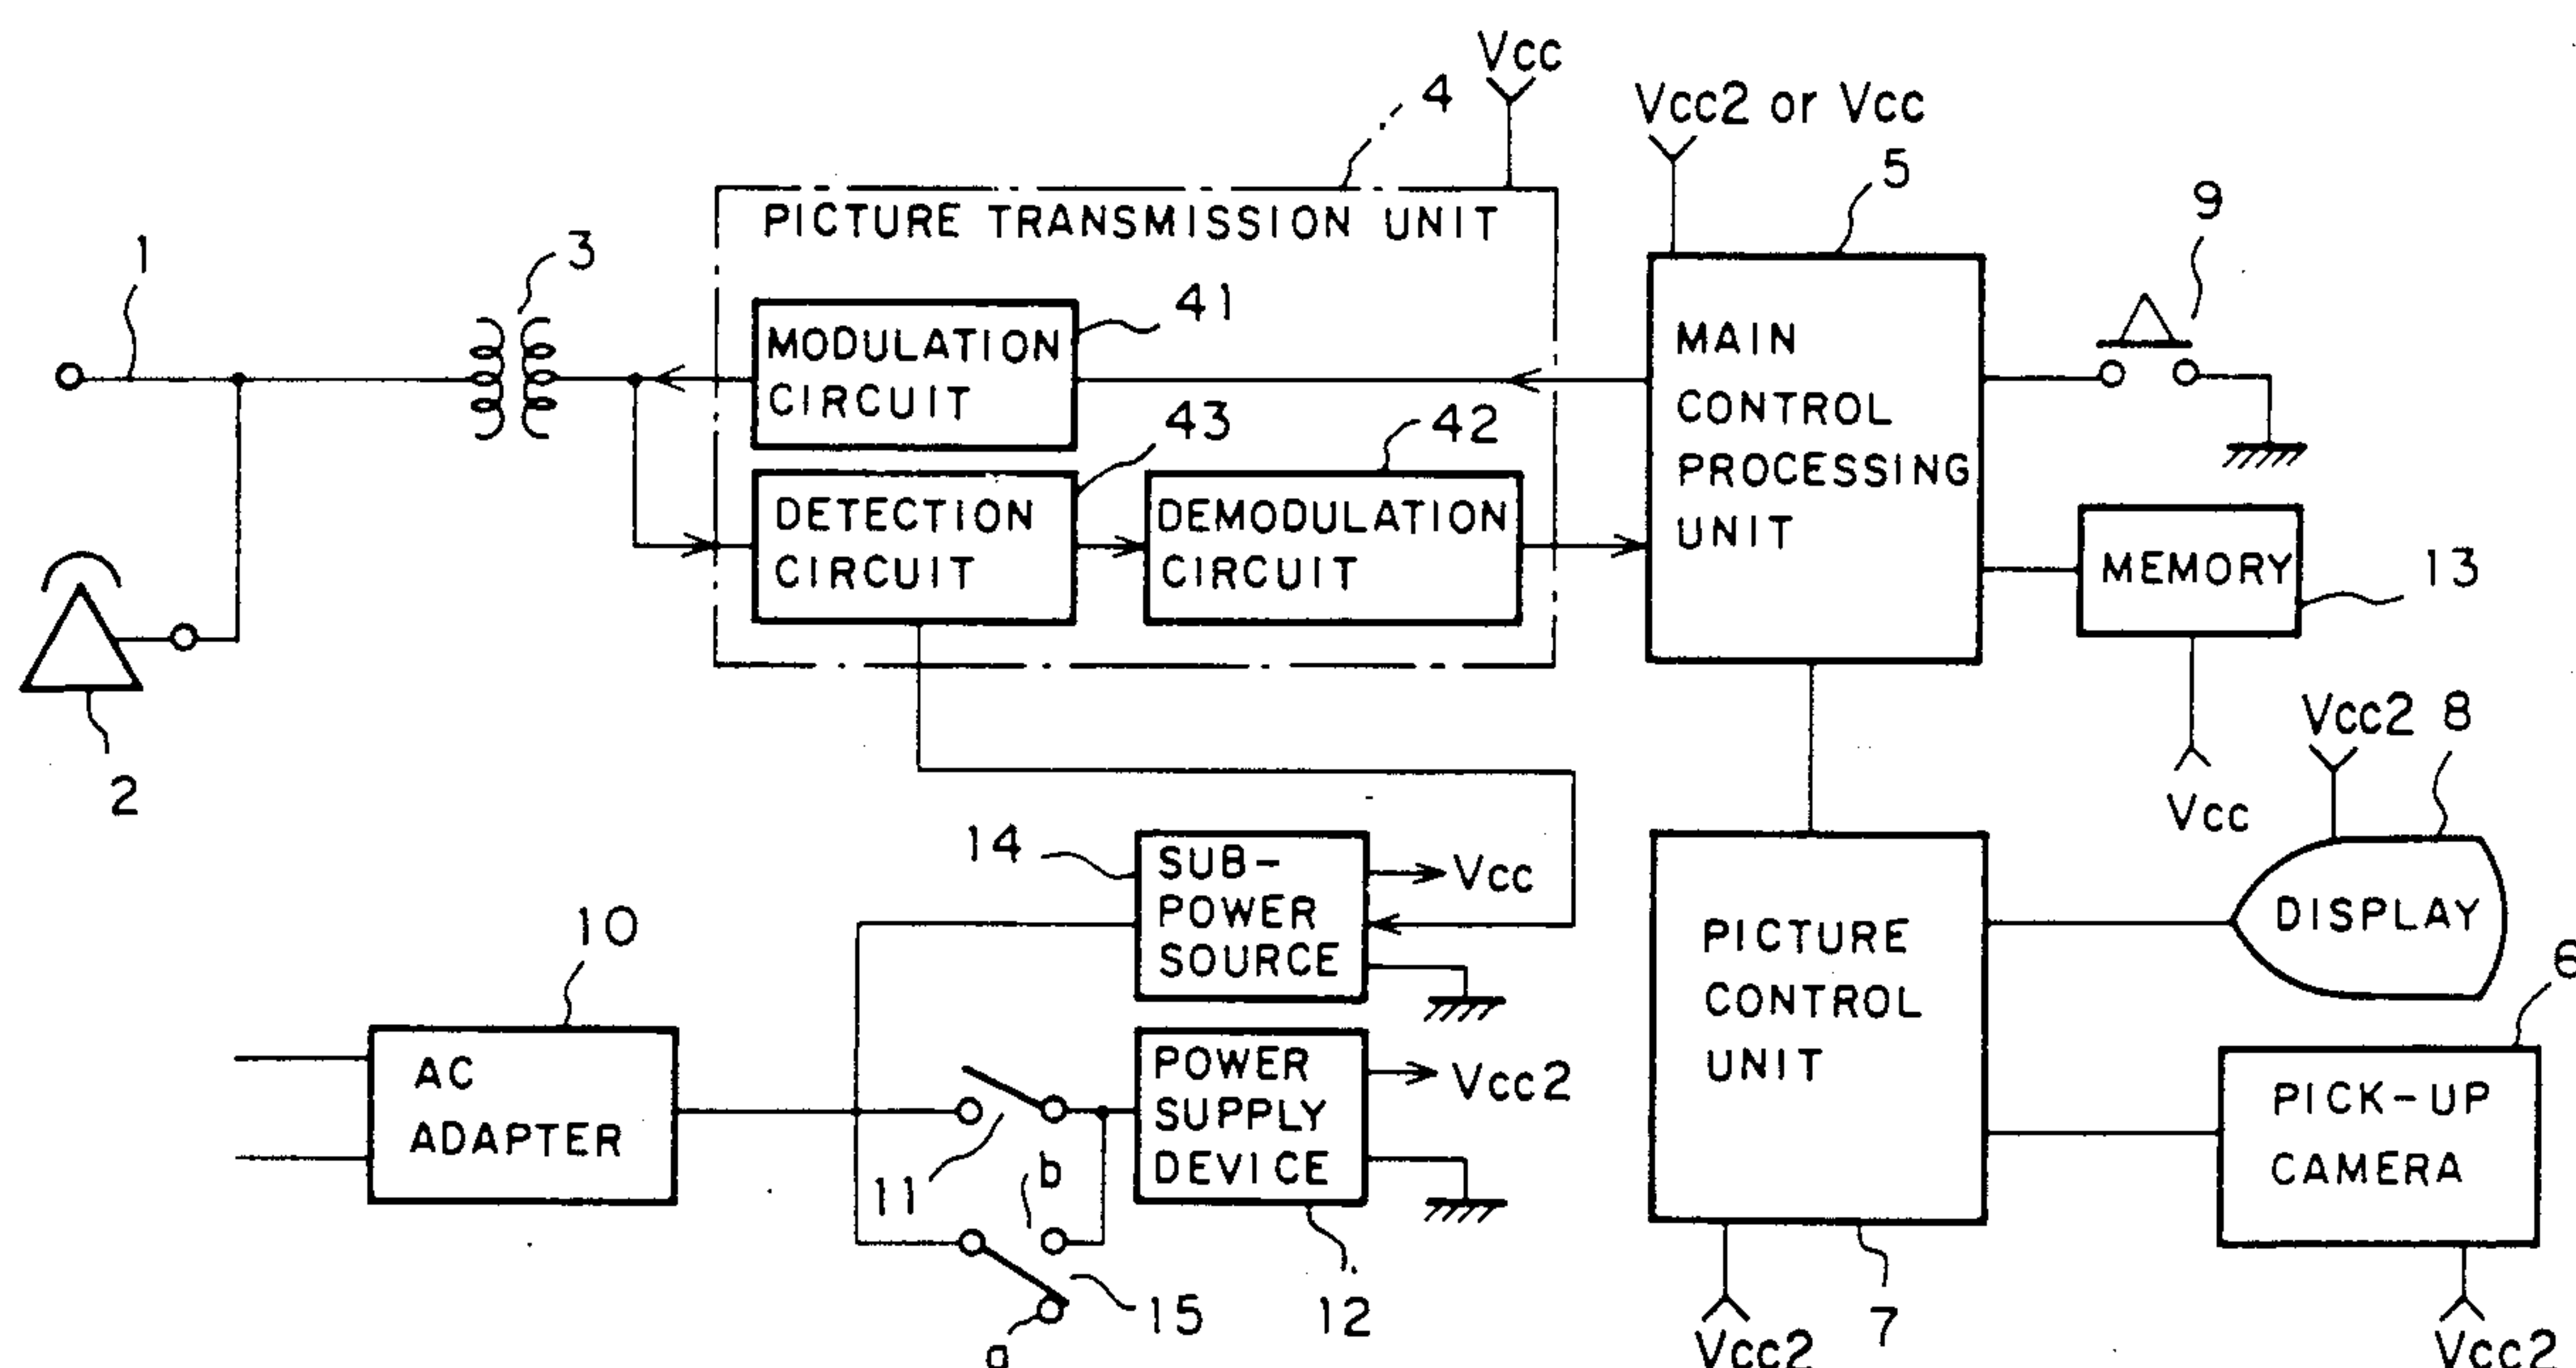 Vcc
4
Vcc2 or Vcc
5
9
1
3
PICTURE TRANSMISSION UNIT
41
MODULATION
CIRCUIT
43
42
DETECTION
CIRCUIT
DEMODULATION
CIRCUIT
MAIN
CONTROL
PROCESSING
UNIT
MEMORY
13
Vcc
2
Vcc2
8
DISPLAY
14
SUB-
POWER
SOURCE
Vcc
10
AC
ADAPTER
11
b
a
15
POWER
SUPPLY
DEVICE
Vcc2
12
PICTURE
CONTROL
UNIT
7
Vcc2
6
PICK-UP
CAMERA
Vcc2